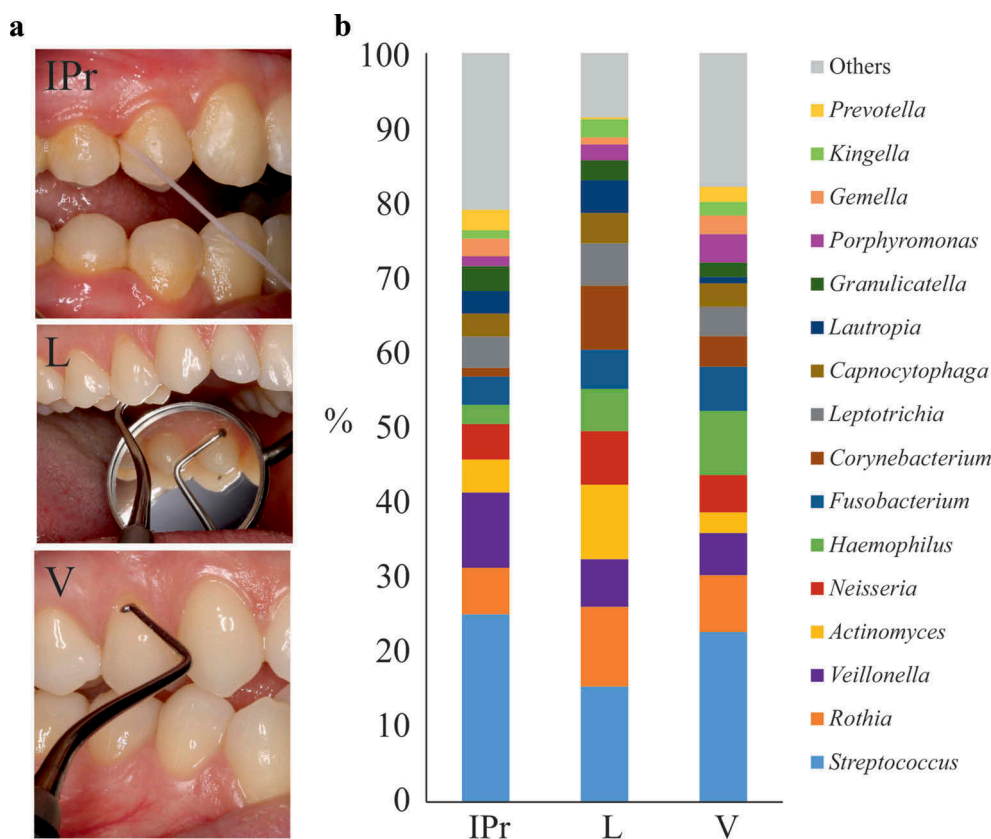 a
IPr
L
V
b
100
90
80
70
60
50
40
30
20
10
0
%
IPr
L
V
Others
Prevotella
Kingella
Gemella
Porphyromonas
Granulicatella
Lautropia
Capnocytophaga
Leptotrichia
Corynebacterium
Fusobacterium
Haemophilus
Neisseria
Actinomyces
Veillonella
Rothia
Streptococcus